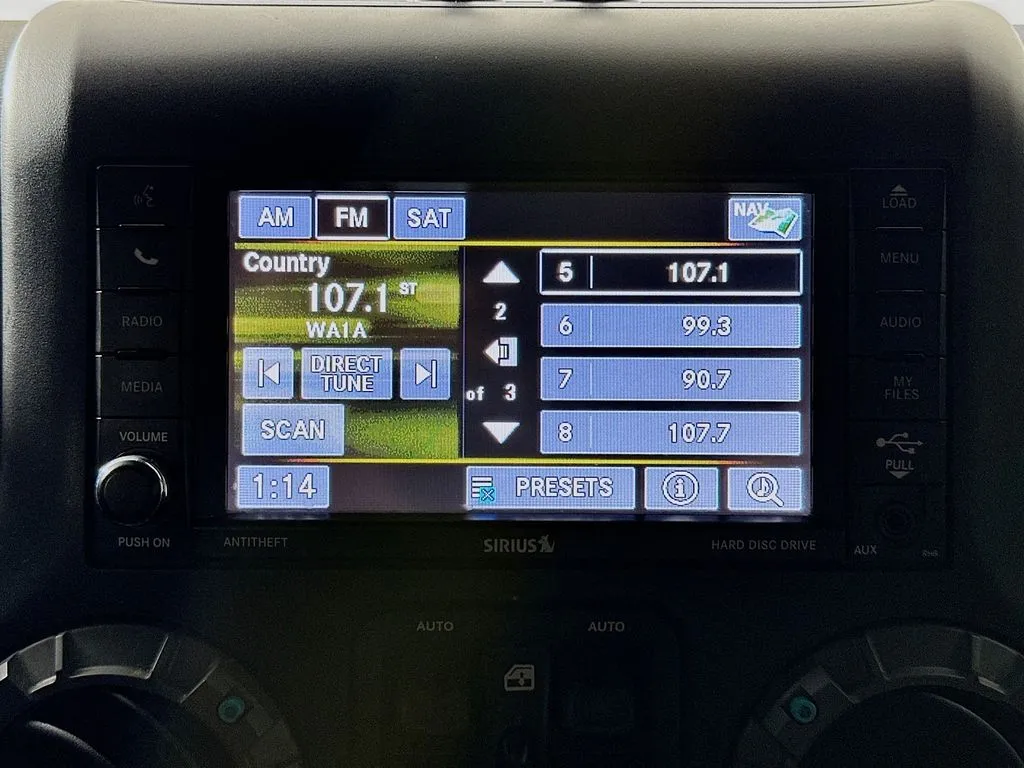 AM FM SAT NAV
Country
107.1 ST
WA1A
DIRECT
TUNE
SCAN
1:14
2
of 3
5 107.1
6 99.3
7 90.7
8 107.7
PRESETS
i
RADIO
MEDIA
VOLUME
PUSH ON
LOAD
MENU
AUDIO
MY
FILES
PULL
AUX
RHB
ANTITHEFT
SIRIUS
HARD DISC DRIVE
AUTO AUTO